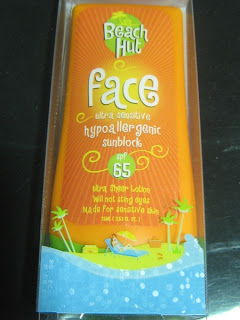 Beach
Hut
face
ultra sensitive
hypoallergenic
sunblock
spf
65
ultra sheer Lotion
Will not sting eyes
Made for sensitive skin